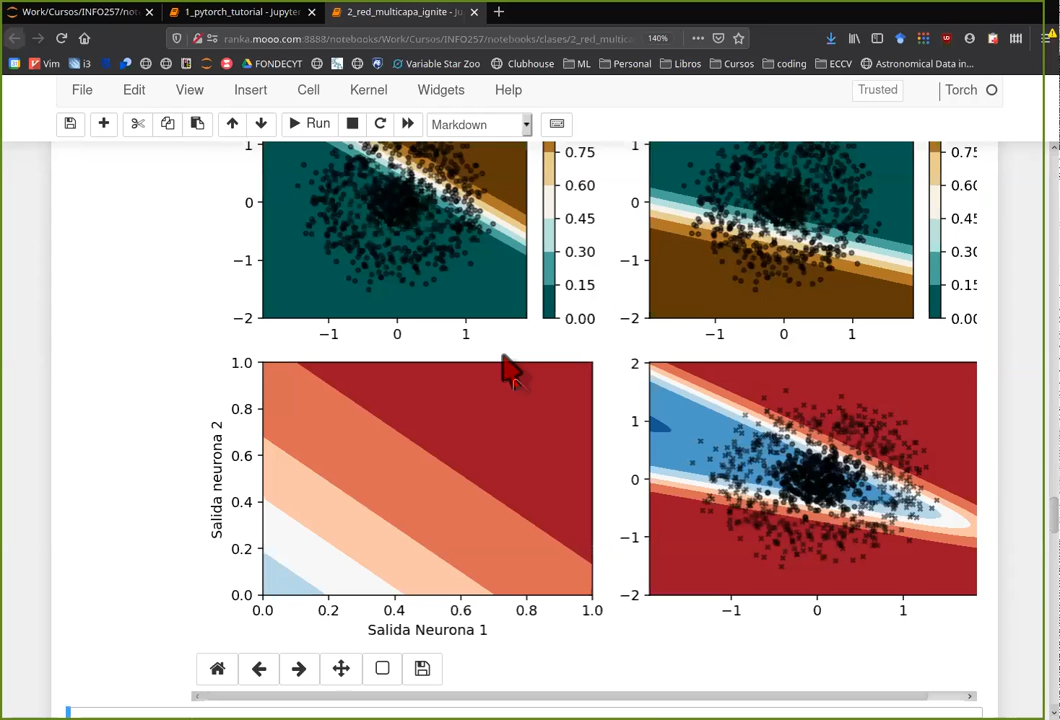 Work/Cursos/INFO257/not
1_pytorch_tutorial - Jupyter
2_red_multicapa_ignite - Ju
ranka.mooo.com:8888/notebooks/Work/Cursos/INFO257/notebooks/clases/2_red_multica
140%
Vim
i3
FONDECYT
Variable Star Zoo
Clubhouse
ML
Personal
Libros
Cursos
coding
ECCV
Astronomical Data in...
File
Edit
View
Insert
Cell
Kernel
Widgets
Help
Trusted
Torch
Run
Markdown
1
0
−1
−2
−1
0
1
0.75
0.60
0.45
0.30
0.15
0.00
1
0
−1
−2
−1
0
1
0.75
0.60
0.45
0.30
0.15
0.00
Salida neurona 2
1.0
0.8
0.6
0.4
0.2
0.0
0.0
0.2
0.4
0.6
0.8
1.0
Salida Neurona 1
2
1
0
−1
−2
−1
0
1